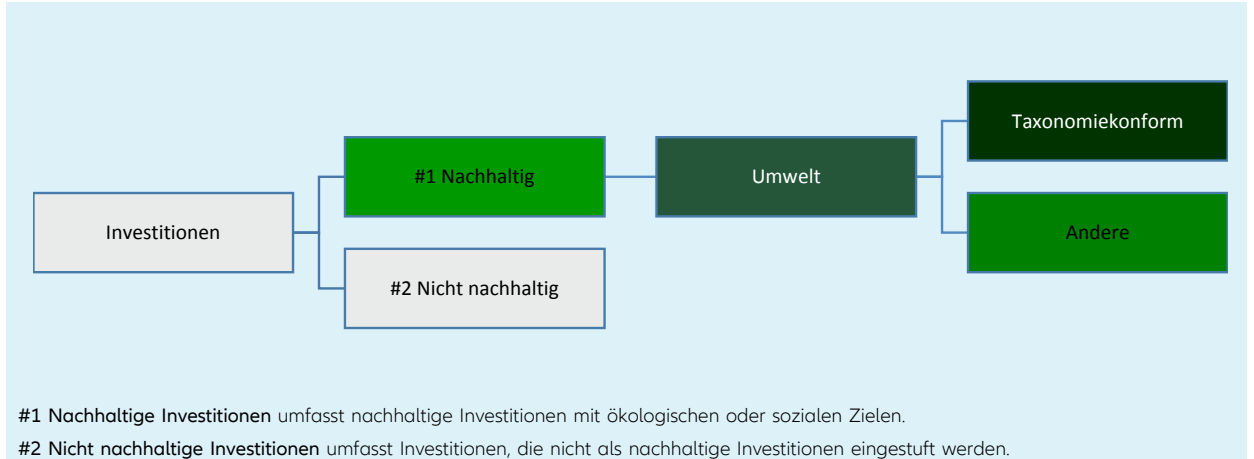 Taxonomiekonform
#1 Nachhaltig
Umwelt
Investitionen
Andere
#2 Nicht nachhaltig
#1 Nachhaltige Investitionen umfasst nachhaltige Investitionen mit ökologischen oder sozialen Zielen.
#2 Nicht nachhaltige Investitionen umfasst Investitionen, die nicht als nachhaltige Investitionen eingestuft werden.